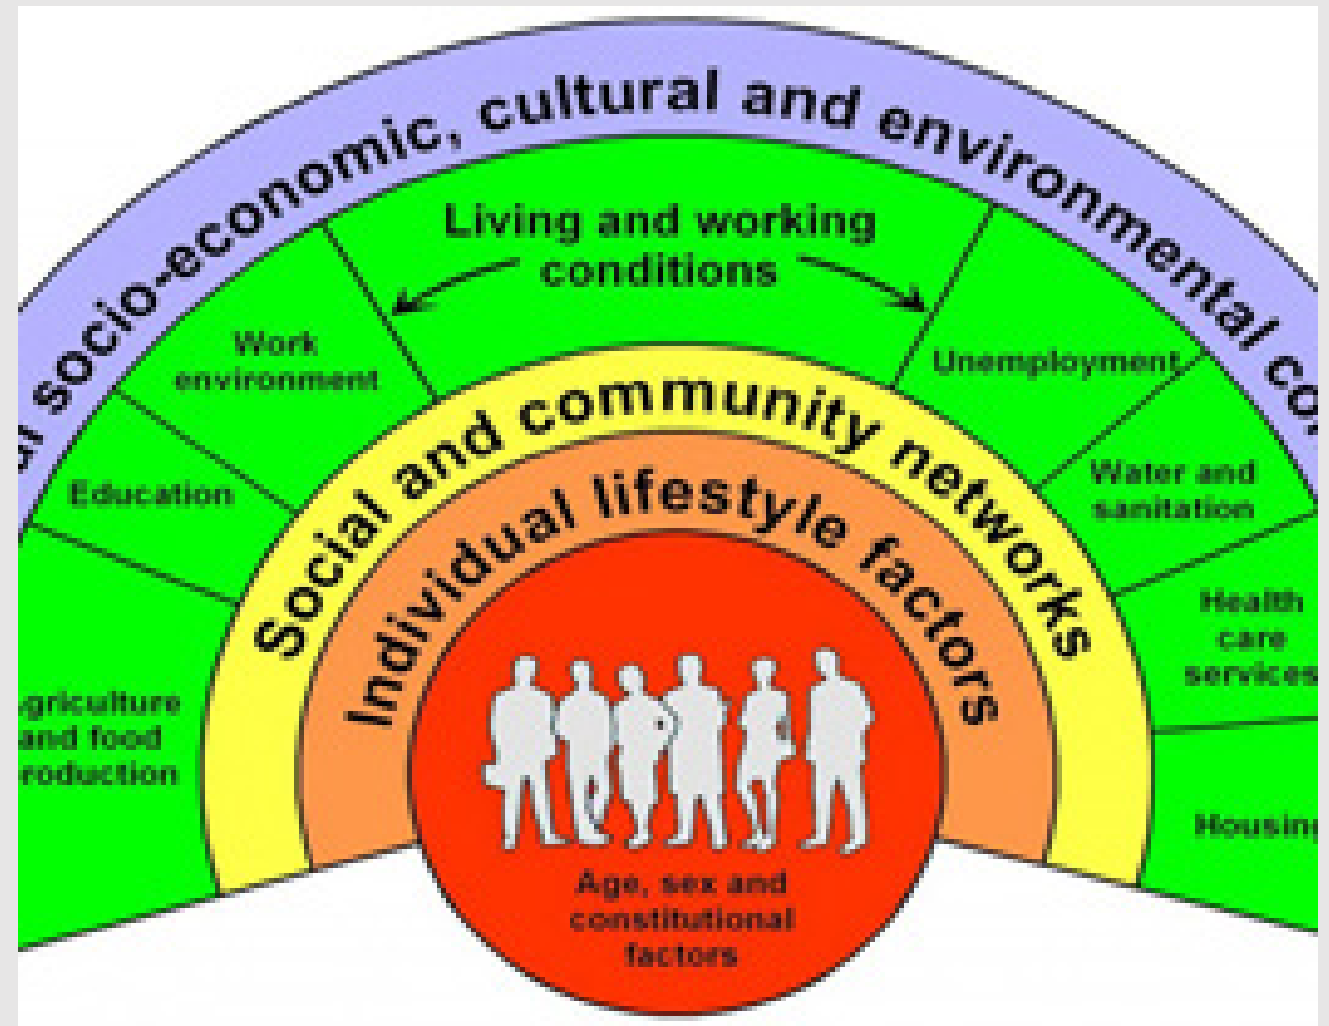 socio-economic, cultural and environmental
Living and working
conditions
Work
environment
Unemployment
Education
Water and
sanitation
Health
care
services
griculture
and food
roduction
Housin
Social and community networks
Individual lifestyle factors
Age, sex and
constitutional
factors